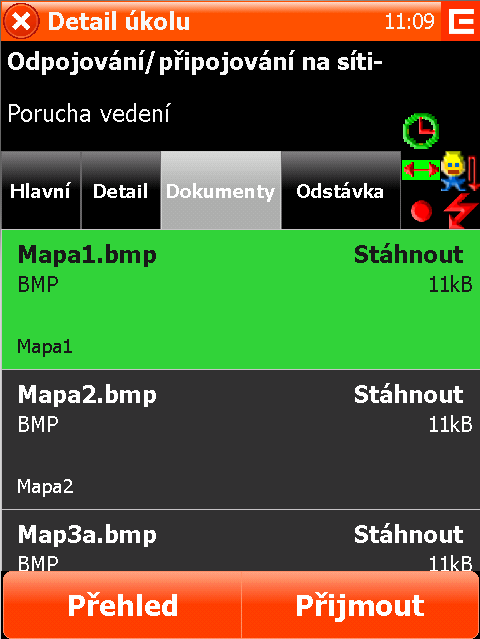 Detail úkolu 11:09
Odpojování/připojování na síti-
Porucha vedení
Hlavní Detail Dokumenty Odstávka
Mapa1.bmp Stáhnout
BMP 11kB
Mapa1
Mapa2.bmp Stáhnout
BMP 11kB
Mapa2
Map3a.bmp Stáhnout
BMP 11kB
Přehled Přijmout